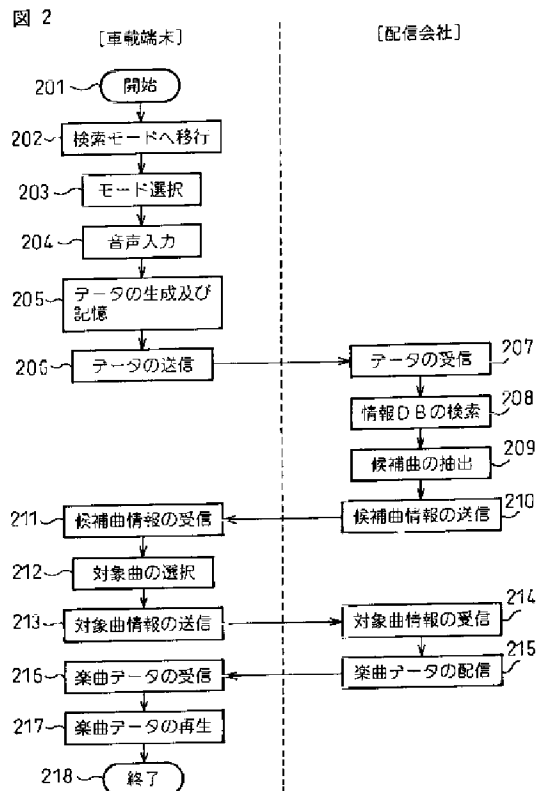 図 2
[車載端末]
[配信会社]
201
開始
202
検索モードへ移行
203
モード選択
204
音声入力
205
データの生成及び
記憶
206
データの送信
データの受信
207
情報DBの検索
208
候補曲の抽出
209
211
候補曲情報の受信
候補曲情報の送信
210
212
対象曲の選択
213
対象曲情報の送信
対象曲情報の受信
214
216
楽曲データの受信
楽曲データの配信
215
217
楽曲データの再生
218
終了